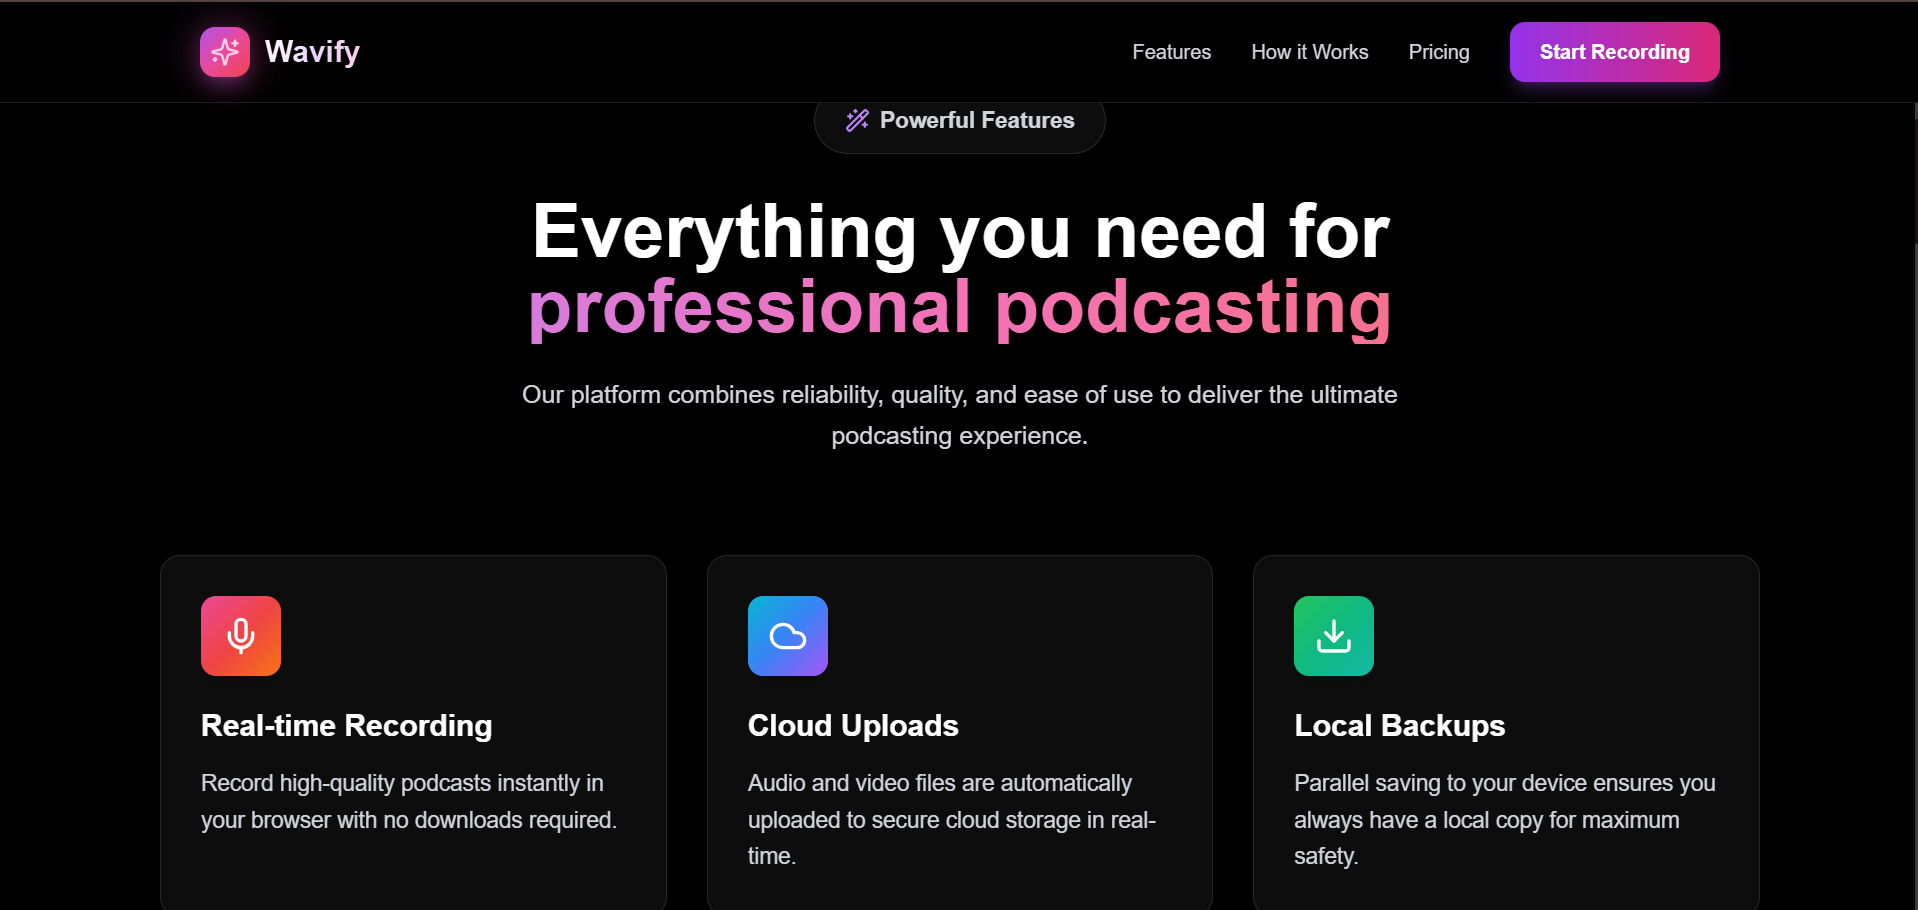 Wavify
Features
How it Works
Pricing
Start Recording
Powerful Features
Everything you need for
professional podcasting
Our platform combines reliability, quality, and ease of use to deliver the ultimate
podcasting experience.
Real-time Recording
Record high-quality podcasts instantly in
your browser with no downloads required.
Cloud Uploads
Audio and video files are automatically
uploaded to secure cloud storage in real-
time.
Local Backups
Parallel saving to your device ensures you
always have a local copy for maximum
safety.